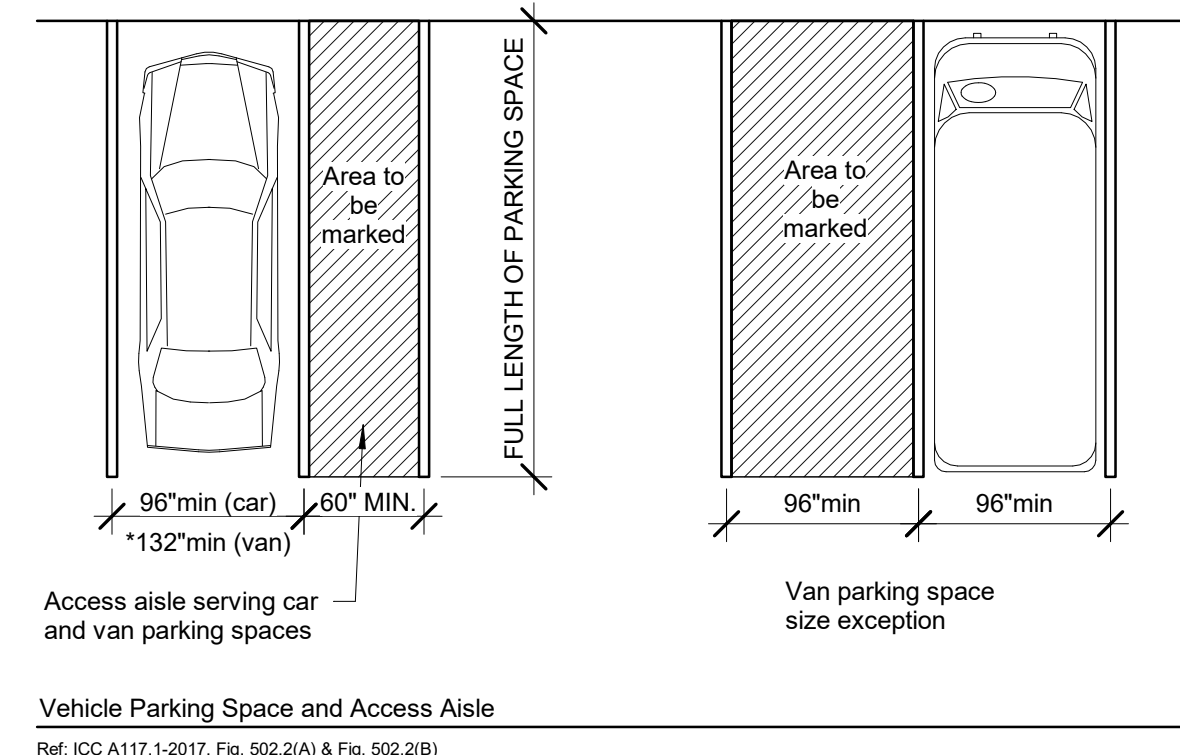 Area to
be
marked
FULL LENGTH OF PARKING SPACE
Area to
be
marked
96"min (car)
60" MIN.
*132"min (van)
96"min
96"min
Access aisle serving car
and van parking spaces
Van parking space
size exception
Vehicle Parking Space and Access Aisle
Ref: ICC A117.1-2017, Fig. 502.2(A) & Fig. 502.2(B)